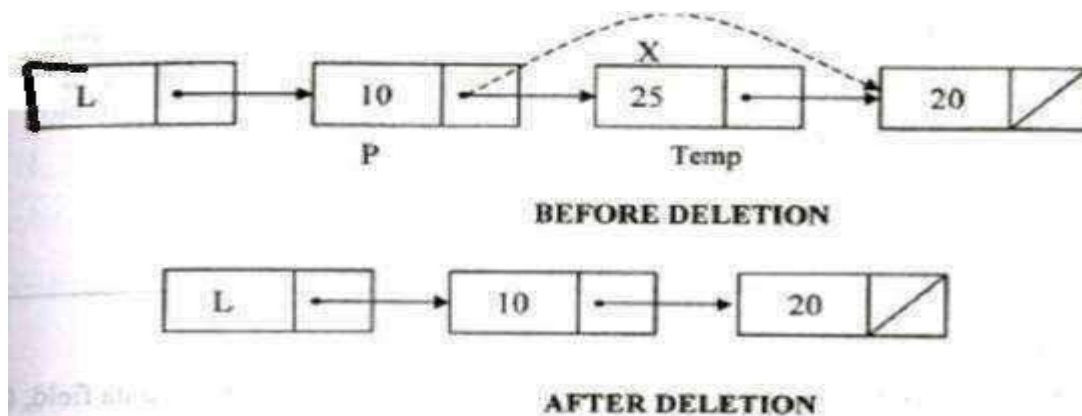 X
L 10 25 20
P Temp
BEFORE DELETION
L 10 20
AFTER DELETION